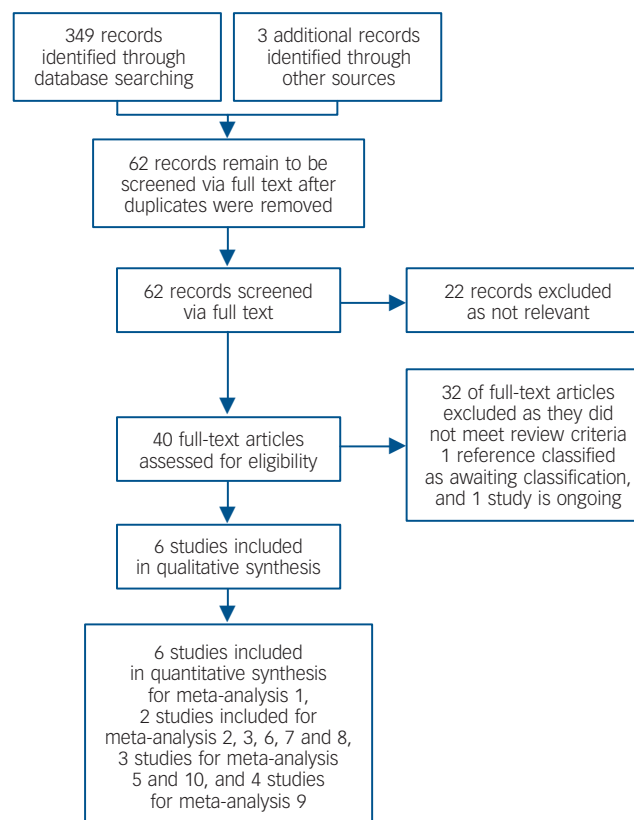 349 records
identified through
database searching
3 additional records
identified through
other sources
62 records remain to be
screened via full text after
duplicates were removed
62 records screened
via full text
22 records excluded
as not relevant
40 full-text articles
assessed for eligibility
32 of full-text articles
excluded as they did
not meet review criteria
1 reference classified
as awaiting classification,
and 1 study is ongoing
6 studies included
in qualitative synthesis
6 studies included
in quantitative synthesis
for meta-analysis 1,
2 studies included for
meta-analysis 2, 3, 6, 7 and 8,
3 studies for meta-analysis
5 and 10, and 4 studies
for meta-analysis 9